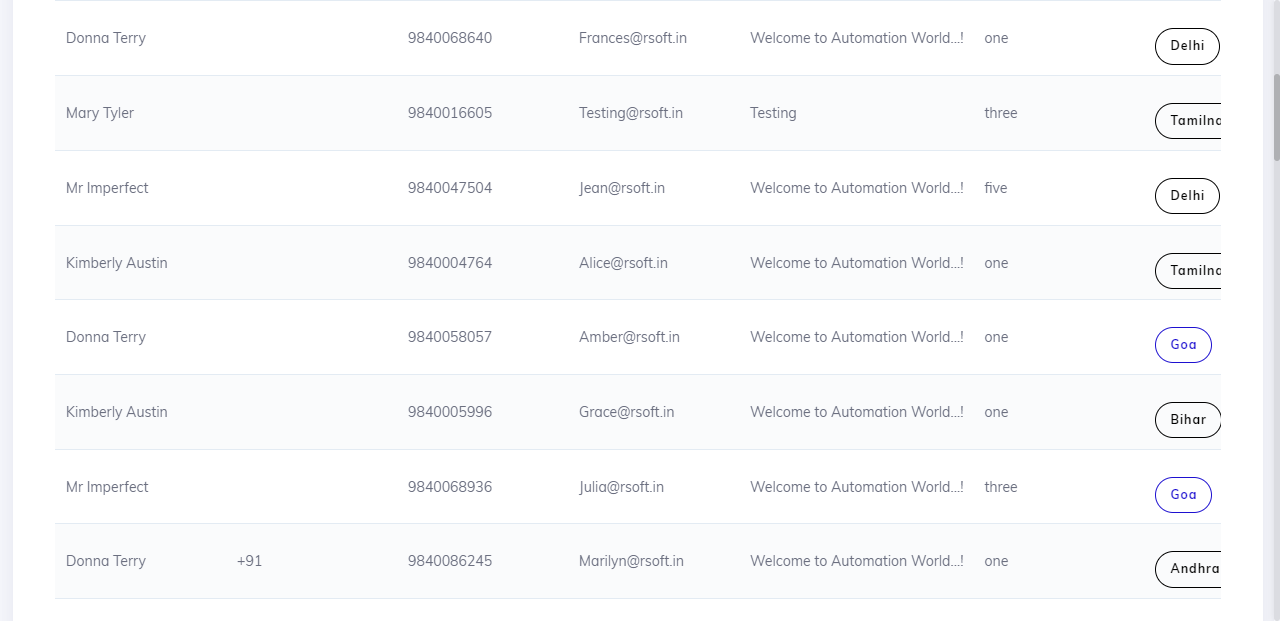 Donna Terry 9840068640 Frances@rsoft.in Welcome to Automation World...! one Delhi
Mary Tyler 9840016605 Testing@rsoft.in Testing three Tamilna
Mr Imperfect 9840047504 Jean@rsoft.in Welcome to Automation World...! five Delhi
Kimberly Austin 9840004764 Alice@rsoft.in Welcome to Automation World...! one Tamilna
Donna Terry 9840058057 Amber@rsoft.in Welcome to Automation World...! one Goa
Kimberly Austin 9840005996 Grace@rsoft.in Welcome to Automation World...! one Bihar
Mr Imperfect 9840068936 Julia@rsoft.in Welcome to Automation World...! three Goa
Donna Terry +91 9840086245 Marilyn@rsoft.in Welcome to Automation World...! one Andhra